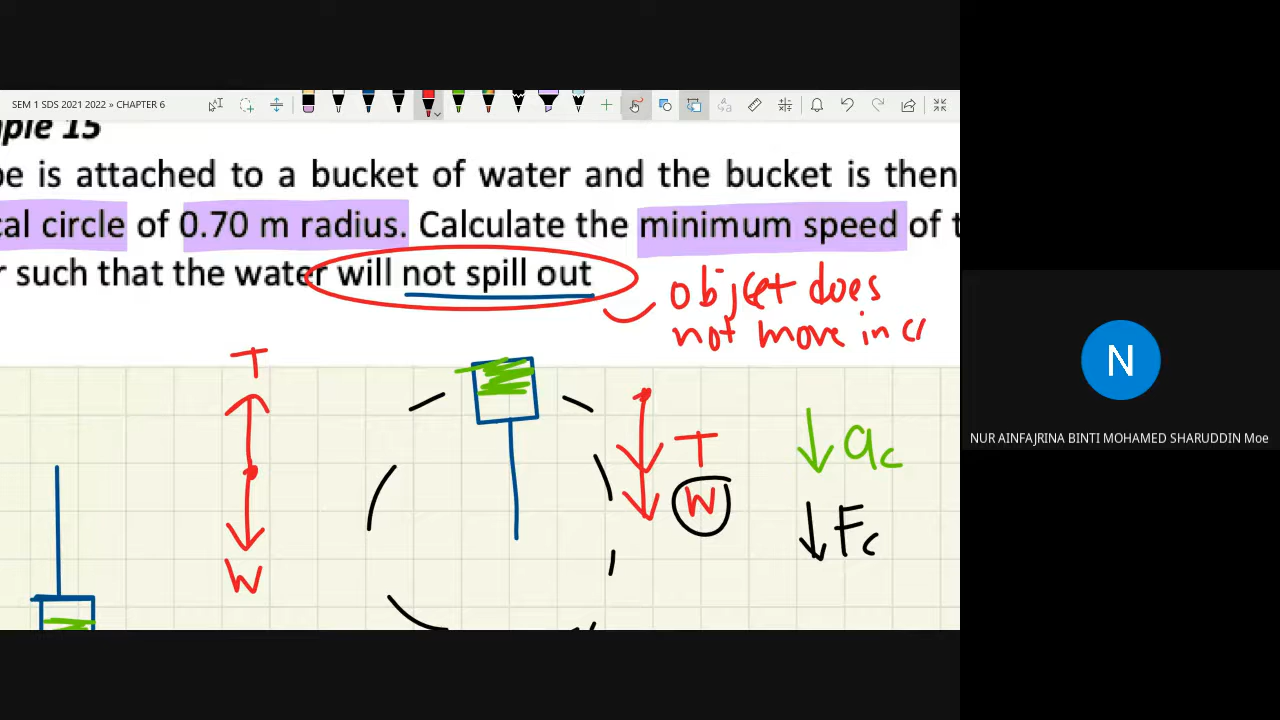 SEM 1 SDS 2021 2022 » CHAPTER 6
ple 15
pe is attached to a bucket of water and the bucket is then
cal circle of 0.70 m radius. Calculate the minimum speed of t
r such that the water will not spill out
object does
not move in
T
T
W
ac
W
Fc
N
NUR AINFAJRINA BINTI MOHAMED SHARUDDIN Moe